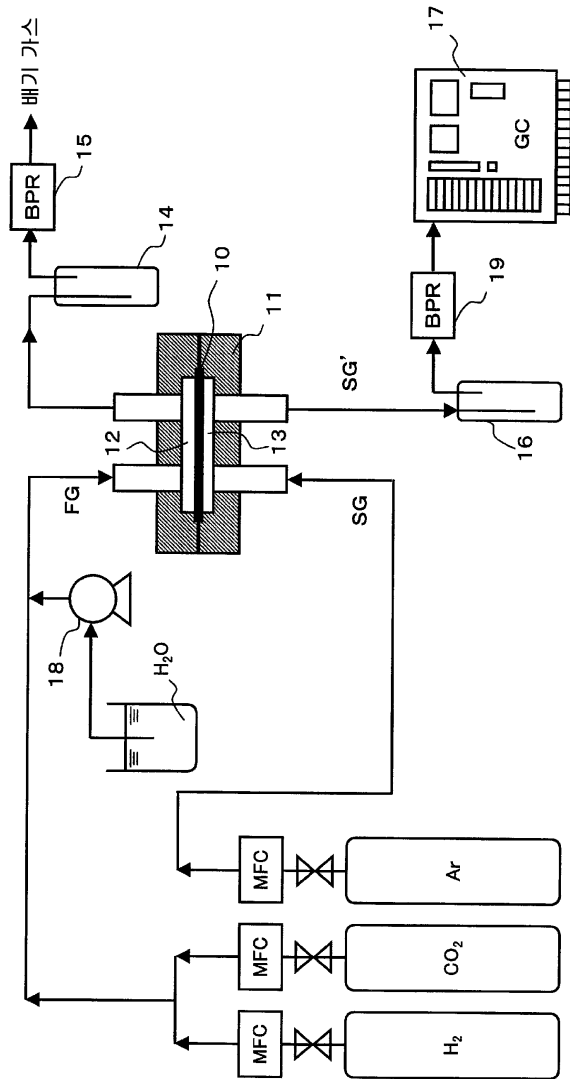 배기 가스
BPR
15
14
10
11
12
13
FG
SG
SG'
18
H₂O
17
GC
BPR
19
16
MFC
MFC
MFC
H₂
CO₂
Ar